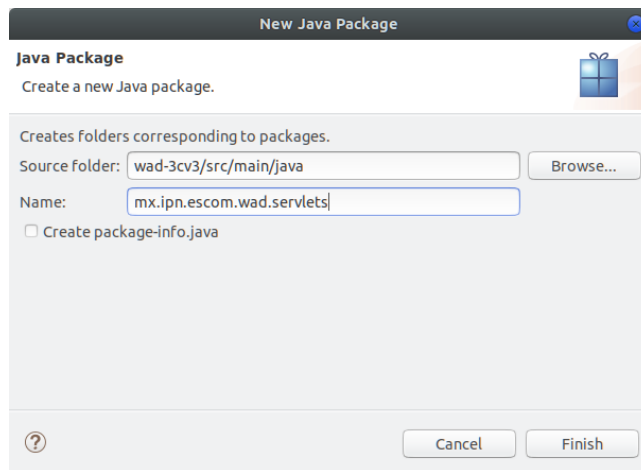 New Java Package
Java Package
Create a new Java package.
Creates folders corresponding to packages.
Source folder: wad-3cv3/src/main/java Browse...
Name: mx.ipn.escom.wad.servlets
Create package-info.java
? Cancel Finish